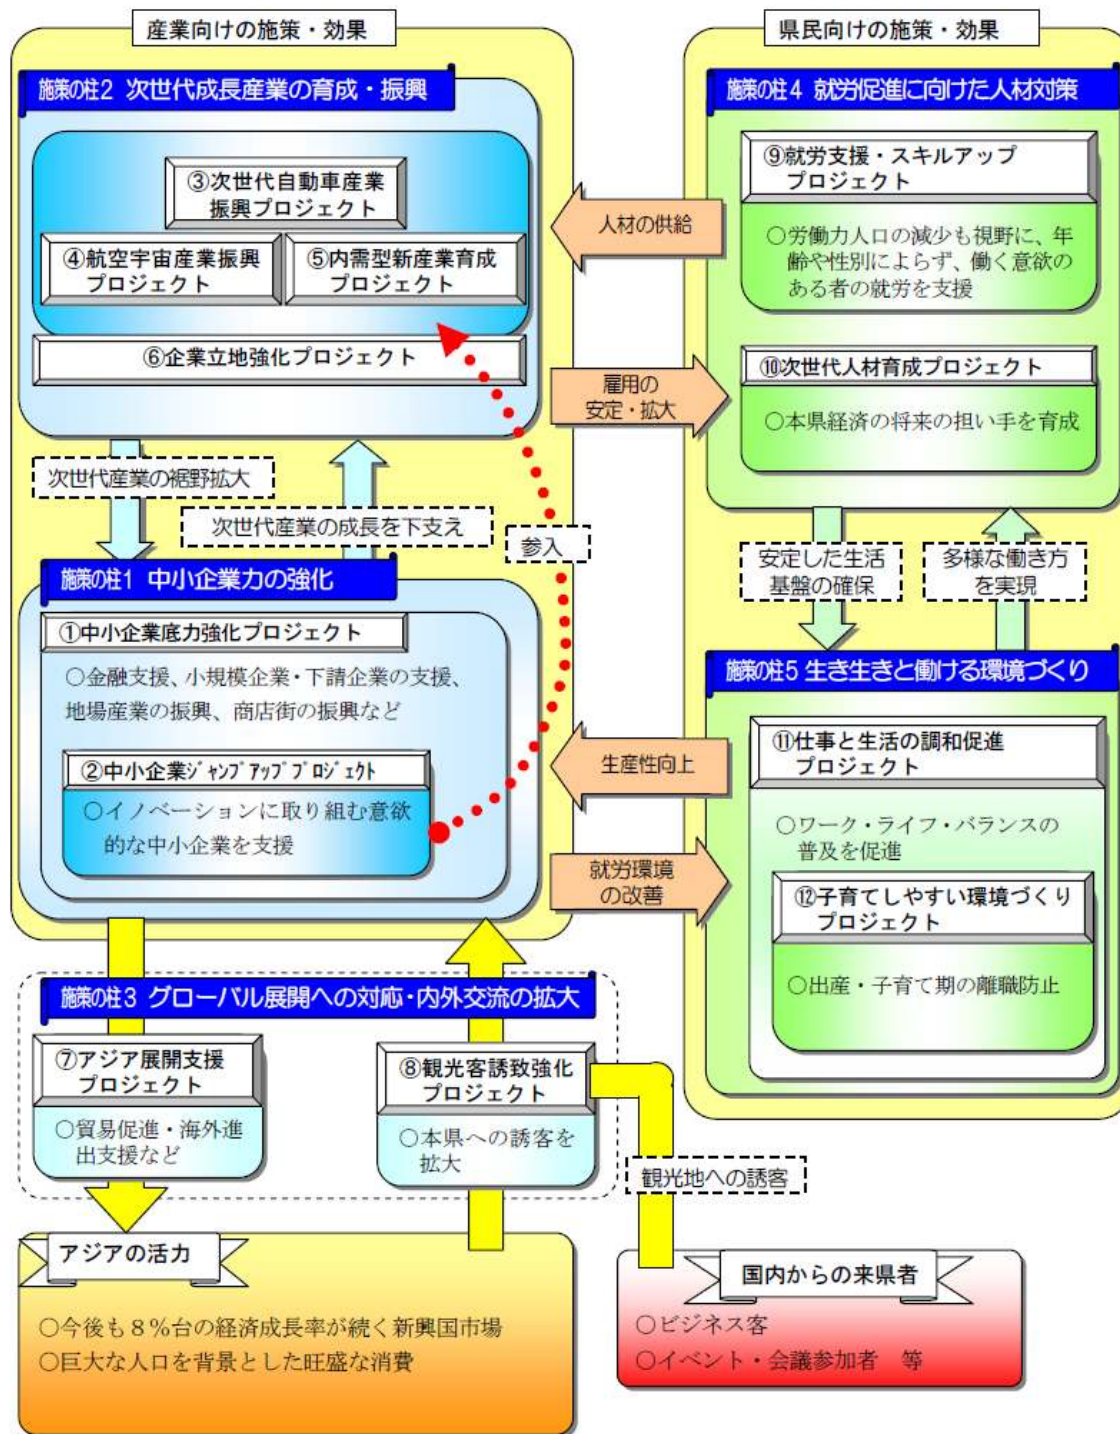 産業向けの施策・効果
施策の柱2 次世代成長産業の育成・振興
③次世代自動車産業
振興プロジェクト
④航空宇宙産業振興
プロジェクト
⑤内需型新産業育成
プロジェクト
⑥企業立地強化プロジェクト
次世代産業の裾野拡大
次世代産業の成長を下支え
参入
施策の柱1 中小企業力の強化
①中小企業底力強化プロジェクト
○金融支援、小規模企業・下請企業の支援、
地場産業の振興、商店街の振興など
②中小企業ｼﾞｬﾝﾌﾟｱｯﾌﾟﾌﾟﾛｼﾞｪｸﾄ
○イノベーションに取り組む意欲
的な中小企業を支援
人材の供給
雇用の
安定・拡大
生産性向上
就労環境
の改善
県民向けの施策・効果
施策の柱4 就労促進に向けた人材対策
⑨就労支援・スキルアップ
プロジェクト
○労働力人口の減少も視野に、年
齢や性別によらず、働く意欲の
ある者の就労を支援
⑩次世代人材育成プロジェクト
○本県経済の将来の担い手を育成
安定した生活
基盤の確保
多様な働き方
を実現
施策の柱5 生き生きと働ける環境づくり
⑪仕事と生活の調和促進
プロジェクト
○ワーク・ライフ・バランスの
普及を促進
⑫子育てしやすい環境づくり
プロジェクト
○出産・子育て期の離職防止
施策の柱3 グローバル展開への対応・内外交流の拡大
⑦アジア展開支援
プロジェクト
○貿易促進・海外進
出支援など
⑧観光客誘致強化
プロジェクト
○本県への誘客を
拡大
観光地への誘客
アジアの活力
○今後も８％台の経済成長率が続く新興国市場
○巨大な人口を背景とした旺盛な消費
国内からの来県者
○ビジネス客
○イベント・会議参加者　等